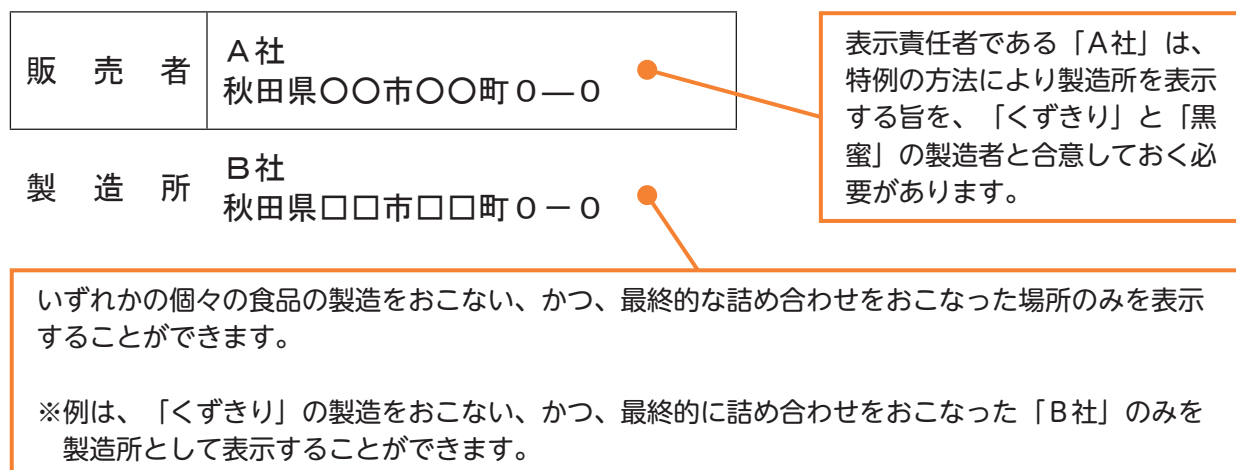 販売者 A社
秋田県〇〇市〇〇町0―0
製造所 B社
秋田県□□市□□町0－0
表示責任者である「A社」は、
特例の方法により製造所を表示
する旨を、「くずきり」と「黒
蜜」の製造者と合意しておく必
要があります。
いずれかの個々の食品の製造をおこない、かつ、最終的な詰め合わせをおこなった場所のみを表示
することができます。
※例は、「くずきり」の製造をおこない、かつ、最終的に詰め合わせをおこなった「B社」のみを
製造所として表示することができます。